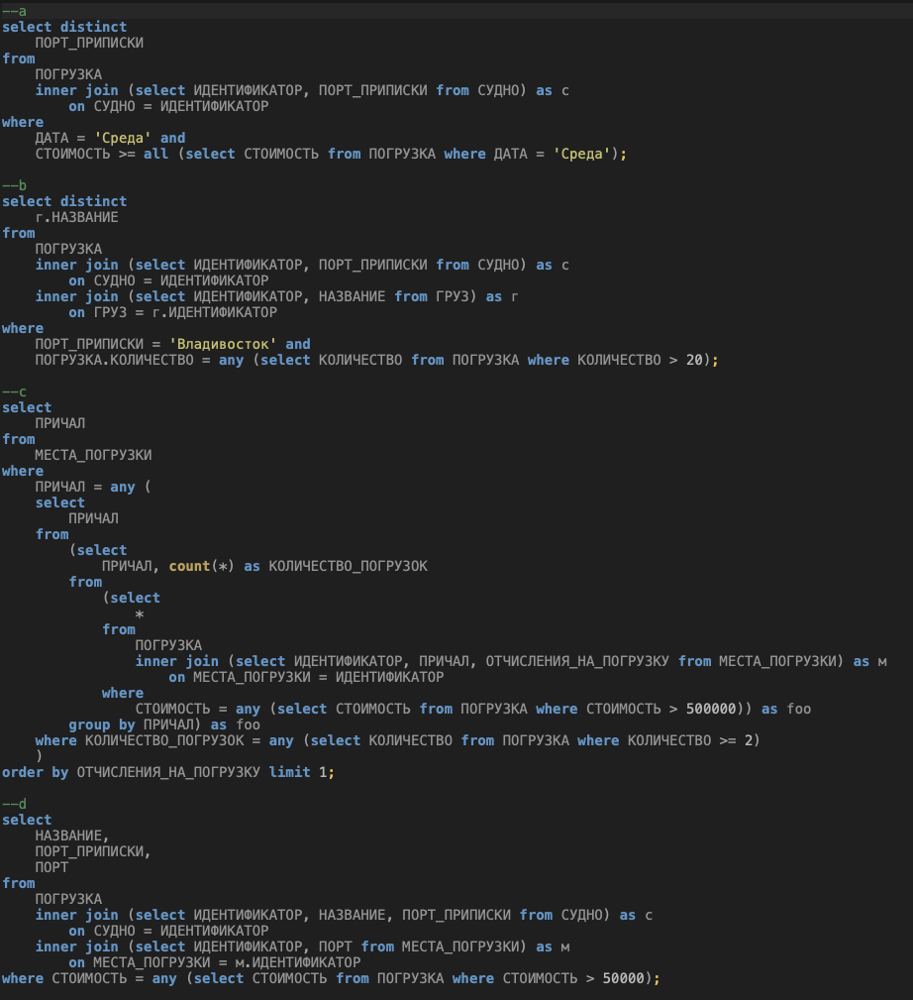 --a
select distinct
    ПОРТ_ПРИПИСКИ
from
    ПОГРУЗКА
    inner join (select ИДЕНТИФИКАТОР, ПОРТ_ПРИПИСКИ from СУДНО) as с
        on СУДНО = ИДЕНТИФИКАТОР
where
    ДАТА = 'Среда' and
    СТОИМОСТЬ >= all (select СТОИМОСТЬ from ПОГРУЗКА where ДАТА = 'Среда');
--b
select distinct
    г.НАЗВАНИЕ
from
    ПОГРУЗКА
    inner join (select ИДЕНТИФИКАТОР, ПОРТ_ПРИПИСКИ from СУДНО) as с
        on СУДНО = ИДЕНТИФИКАТОР
    inner join (select ИДЕНТИФИКАТОР, НАЗВАНИЕ from ГРУЗ) as г
        on ГРУЗ = г.ИДЕНТИФИКАТОР
where
    ПОРТ_ПРИПИСКИ = 'Владивосток' and
    ПОГРУЗКА.КОЛИЧЕСТВО = any (select КОЛИЧЕСТВО from ПОГРУЗКА where КОЛИЧЕСТВО > 20);
--c
select
    ПРИЧАЛ
from
    МЕСТА_ПОГРУЗКИ
where
    ПРИЧАЛ = any (
    select
        ПРИЧАЛ
    from
        (select
            ПРИЧАЛ, count(*) as КОЛИЧЕСТВО_ПОГРУЗОК
        from
            (select
                *
            from
                ПОГРУЗКА
                inner join (select ИДЕНТИФИКАТОР, ПРИЧАЛ, ОТЧИСЛЕНИЯ_НА_ПОГРУЗКУ from МЕСТА_ПОГРУЗКИ) as м
                    on МЕСТА_ПОГРУЗКИ = ИДЕНТИФИКАТОР
            where
                СТОИМОСТЬ = any (select СТОИМОСТЬ from ПОГРУЗКА where СТОИМОСТЬ > 500000)) as foo
        group by ПРИЧАЛ) as foo
    where КОЛИЧЕСТВО_ПОГРУЗОК = any (select КОЛИЧЕСТВО from ПОГРУЗКА where КОЛИЧЕСТВО >= 2)
    )
order by ОТЧИСЛЕНИЯ_НА_ПОГРУЗКУ limit 1;
--d
select
    НАЗВАНИЕ,
    ПОРТ_ПРИПИСКИ,
    ПОРТ
from
    ПОГРУЗКА
    inner join (select ИДЕНТИФИКАТОР, НАЗВАНИЕ, ПОРТ_ПРИПИСКИ from СУДНО) as с
        on СУДНО = ИДЕНТИФИКАТОР
    inner join (select ИДЕНТИФИКАТОР, ПОРТ from МЕСТА_ПОГРУЗКИ) as м
        on МЕСТА_ПОГРУЗКИ = м.ИДЕНТИФИКАТОР
where СТОИМОСТЬ = any (select СТОИМОСТЬ from ПОГРУЗКА where СТОИМОСТЬ > 50000);